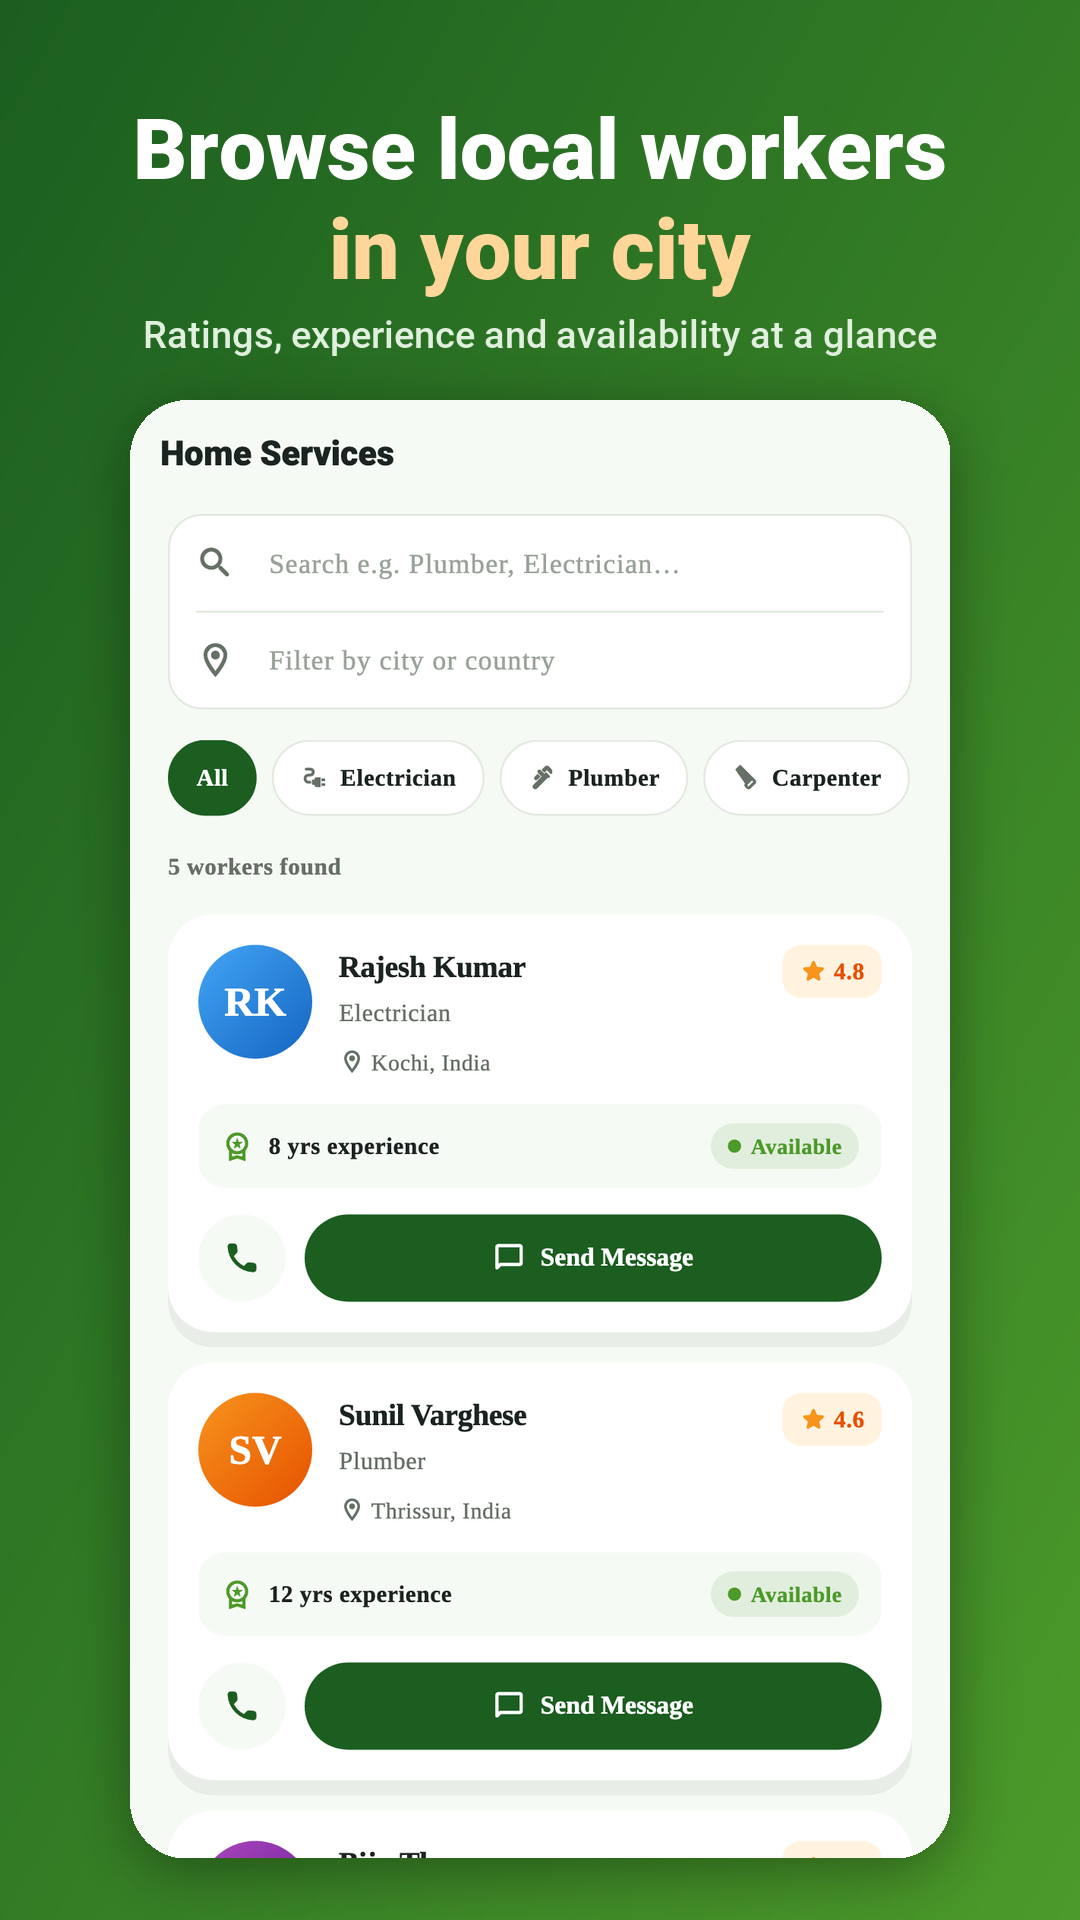 Browse local workers
in your city
Ratings, experience and availability at a glance
Home Services
Search e.g. Plumber, Electrician…
Filter by city or country
All
Electrician
Plumber
Carpenter
5 workers found
RK
Rajesh Kumar
4.8
Electrician
Kochi, India
8 yrs experience
Available
Send Message
SV
Sunil Varghese
4.6
Plumber
Thrissur, India
12 yrs experience
Available
Send Message